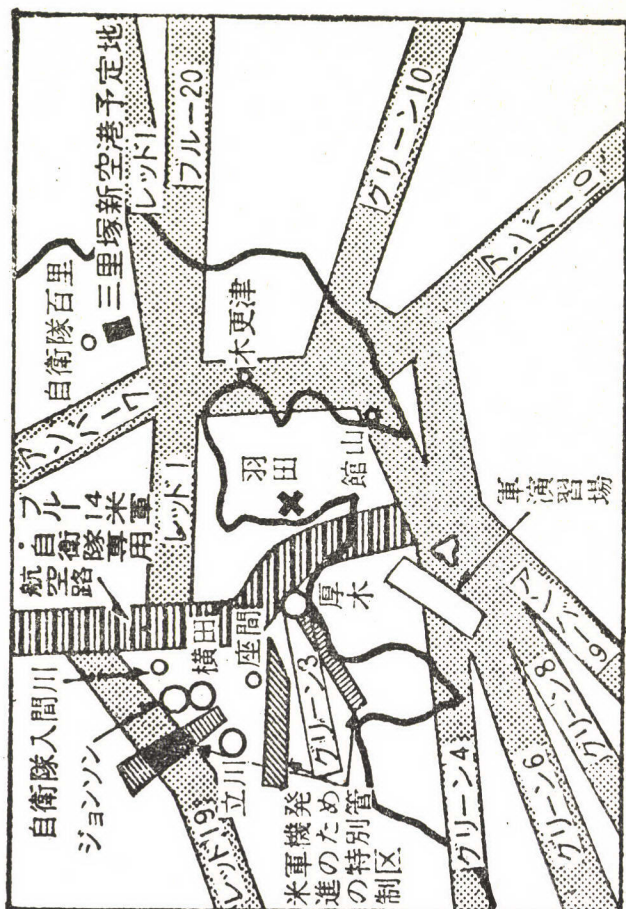 三里塚新空港予定地
自衛隊百里
レッド1
ブルー20
グリーン10
アンバー10
アンバー7
木更津
レッド1
羽田
館山
ブルー14
・自衛隊米軍専用
航空路
横田
座間
厚木
軍演習場
自衛隊入間川
ジョンソン
立川
レッド19
グリーン3
米軍機発
進のため
の特別管
制区
グリーン4
グリーン6
グリーン8
アンバー9